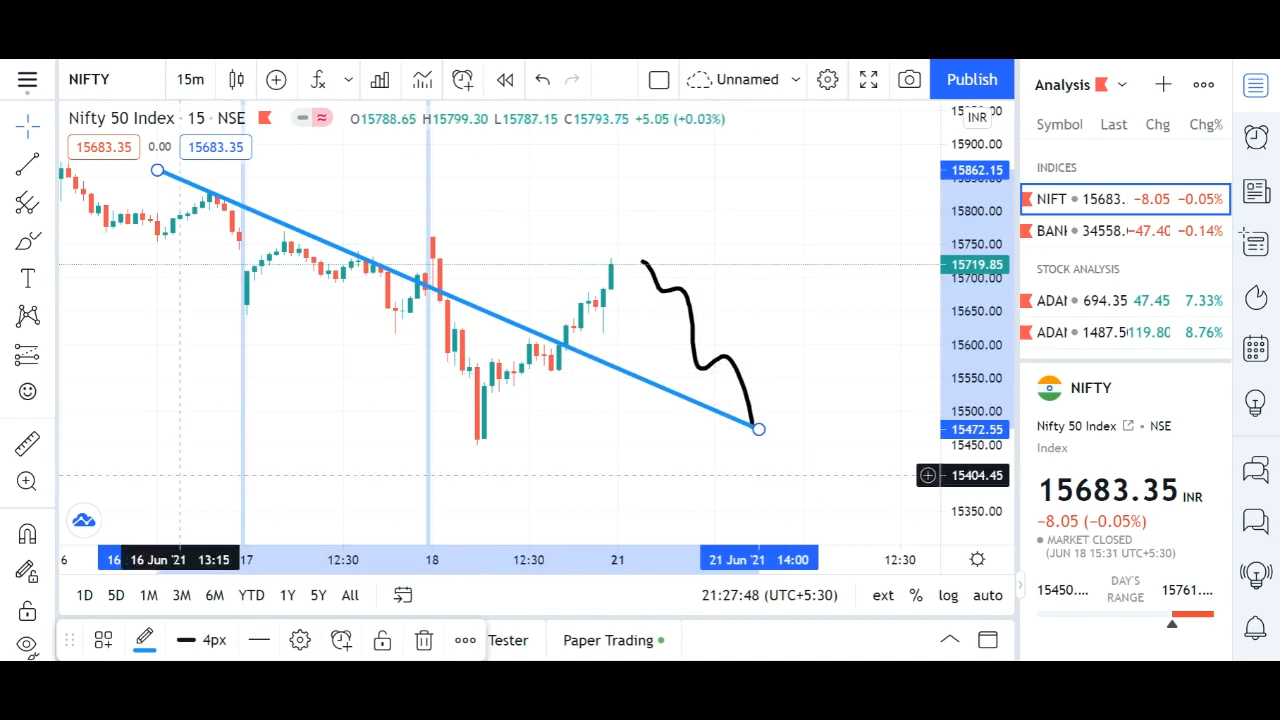 NIFTY 15m Unnamed Publish
Nifty 50 Index · 15 · NSE O15788.65 H15799.30 L15787.15 C15793.75 +5.05 (+0.03%)
15683.35 0.00 15683.35
INR
15900.00
15862.15
15800.00
15750.00
15719.85
15650.00
15600.00
15550.00
15500.00
15472.55
15450.00
15404.45
15350.00
6 16 16 Jun '21 13:15 17 12:30 18 12:30 21 21 Jun '21 14:00 12:30
1D 5D 1M 3M 6M YTD 1Y 5Y All 21:27:48 (UTC+5:30) ext % log auto
4px Tester Paper Trading
Analysis
Symbol Last Chg Chg%
INDICES
NIFT 15683. −8.05 −0.05%
BANK 34558. −47.40 −0.14%
STOCK ANALYSIS
ADAI 694.35 47.45 7.33%
ADAI 1487.50 119.80 8.76%
NIFTY
Nifty 50 Index • NSE
Index
15683.35 INR
−8.05 (−0.05%)
MARKET CLOSED
(JUN 18 15:31 UTC+5:30)
15450.... DAY'S RANGE 15761....